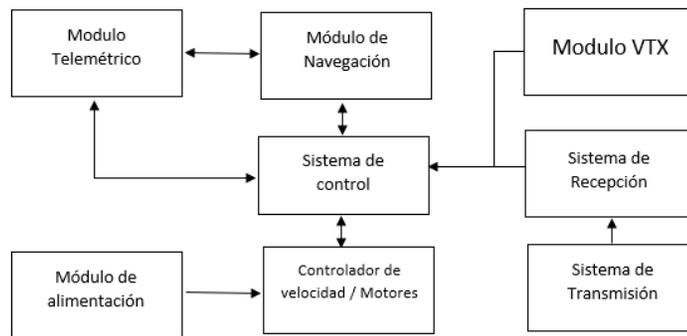 Modulo
Telemétrico
Módulo de
Navegación
Modulo VTX
Sistema de
control
Sistema de
Recepción
Módulo de
alimentación
Controlador de
velocidad / Motores
Sistema de
Transmisión